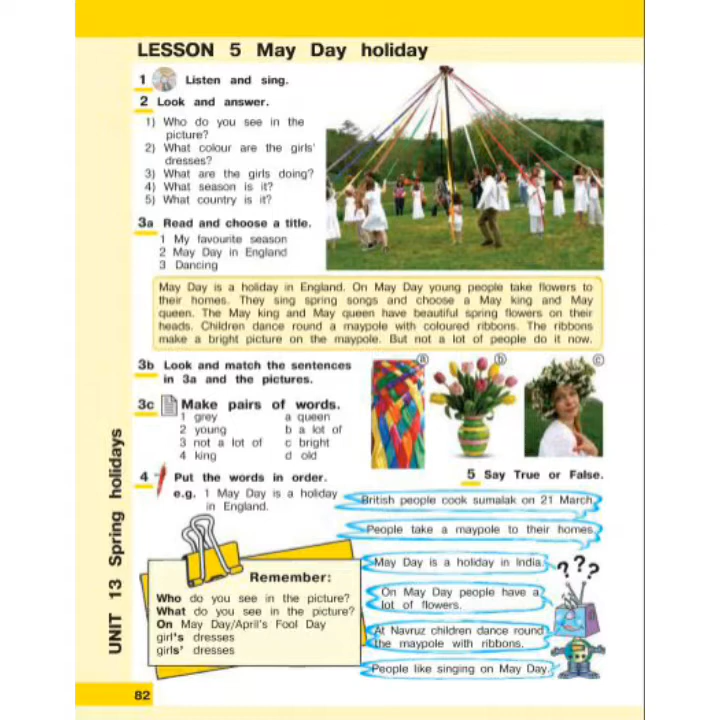 LESSON 5 May Day holiday
1 Listen and sing.
2 Look and answer.
1) Who do you see in the
picture?
2) What colour are the girls'
dresses?
3) What are the girls doing?
4) What season is it?
5) What country is it?
3a Read and choose a title.
1 My favourite season
2 May Day in England
3 Dancing
May Day is a holiday in England. On May Day young people take flowers to
their homes. They sing spring songs and choose a May king and May
queen. The May king and May queen have beautiful spring flowers on their
heads. Children dance round a maypole with coloured ribbons. The ribbons
make a bright picture on the maypole. But not a lot of people do it now.
3b Look and match the sentences
in 3a and the pictures.
a
b
c
3c Make pairs of words.
1 grey a queen
2 young b a lot of
3 not a lot of c bright
4 king d old
4 Put the words in order.
e.g. 1 May Day is a holiday
in England.
5 Say True or False.
British people cook sumalak on 21 March.
People take a maypole to their homes.
May Day is a holiday in India.
On May Day people have a
lot of flowers.
At Navruz children dance round
the maypole with ribbons.
People like singing on May Day.
???
Remember:
Who do you see in the picture?
What do you see in the picture?
On May Day/April's Fool Day
girl's dresses
girls' dresses
UNIT 13 Spring holidays
82